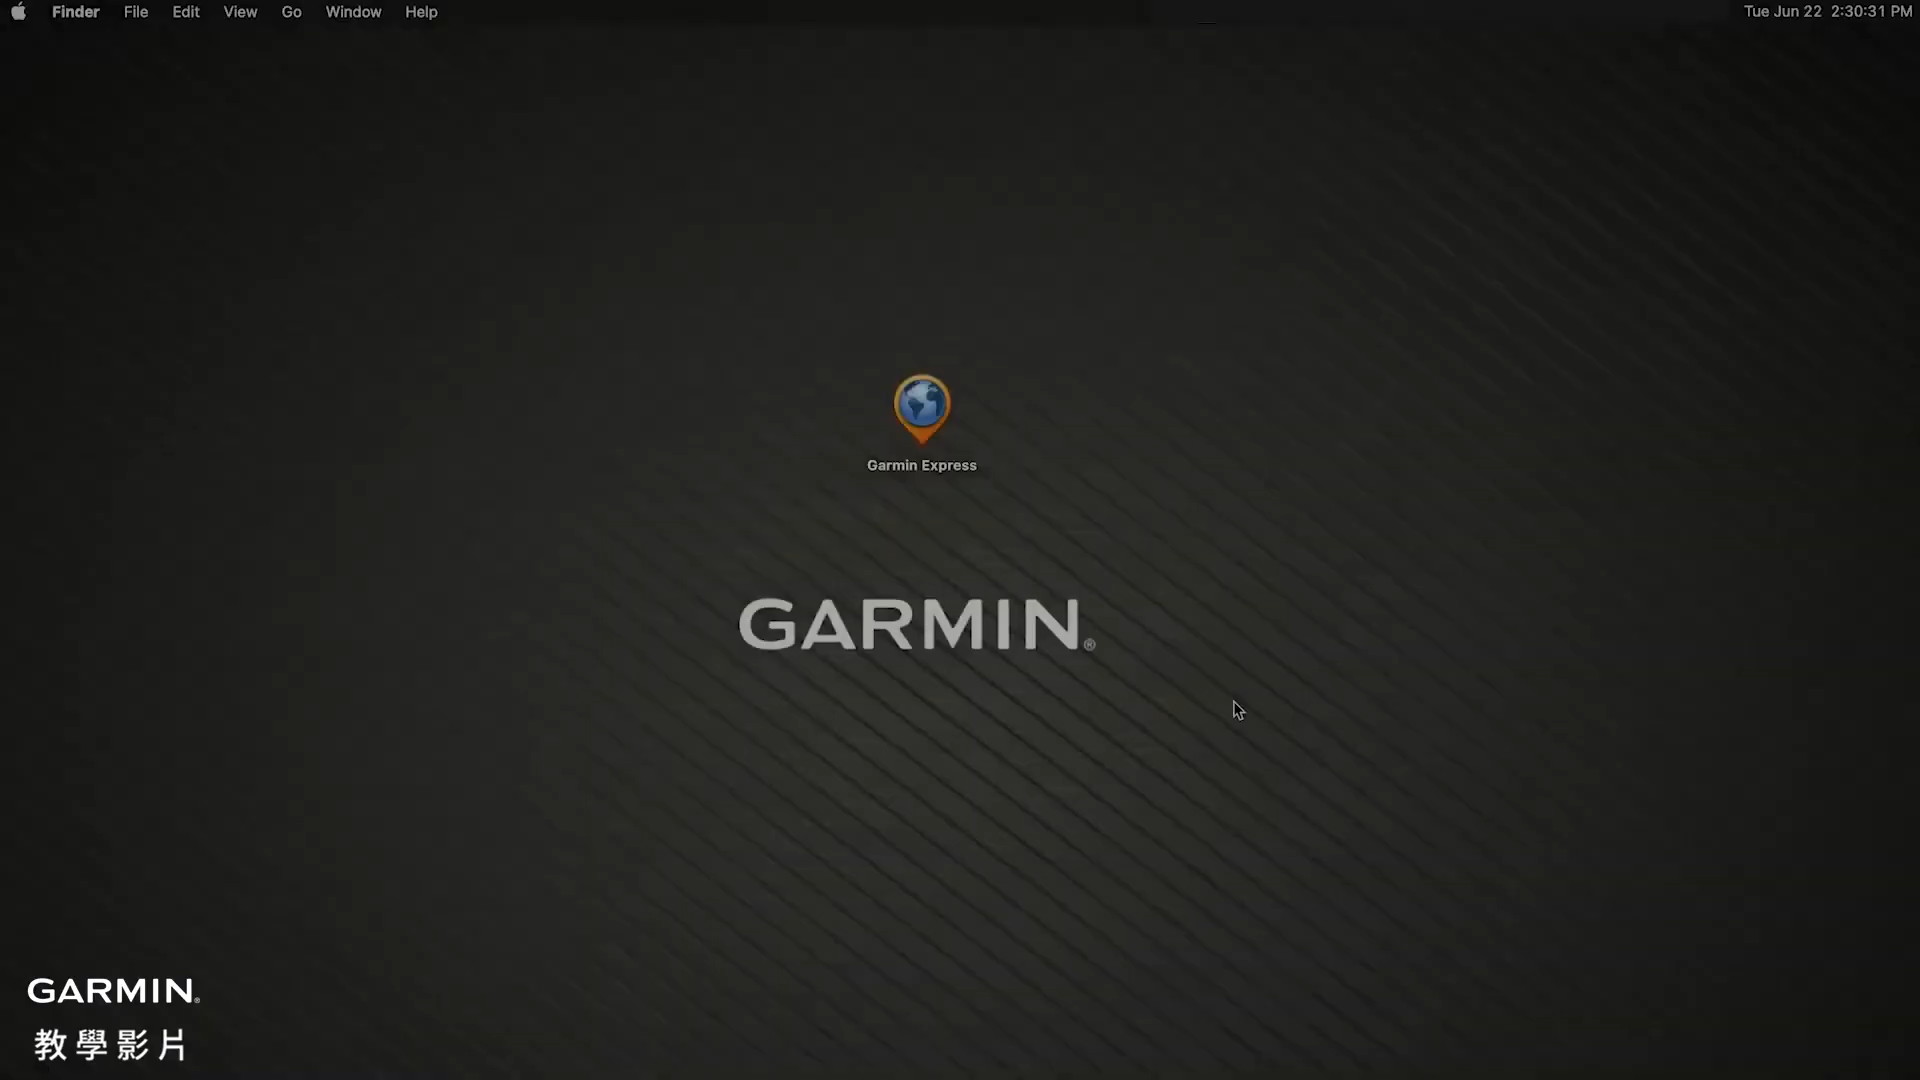 Finder File Edit View Go Window Help Tue Jun 22 2:30:31 PM
Garmin Express
GARMIN®
GARMIN®
教學影片